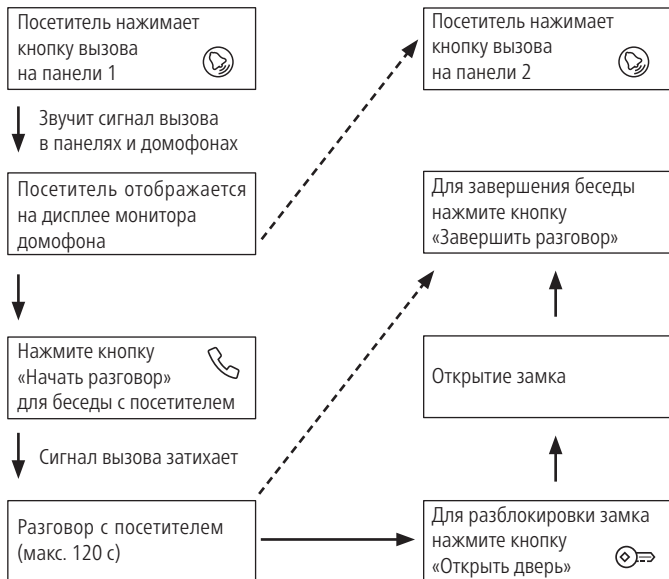 Посетитель нажимает
кнопку вызова
на панели 1
Звучит сигнал вызова
в панелях и домофонах
Посетитель отображается
на дисплее монитора
домофона
Нажмите кнопку
«Начать разговор»
для беседы с посетителем
Сигнал вызова затихает
Разговор с посетителем
(макс. 120 с)
Посетитель нажимает
кнопку вызова
на панели 2
Для завершения беседы
нажмите кнопку
«Завершить разговор»
Открытие замка
Для разблокировки замка
нажмите кнопку
«Открыть дверь»